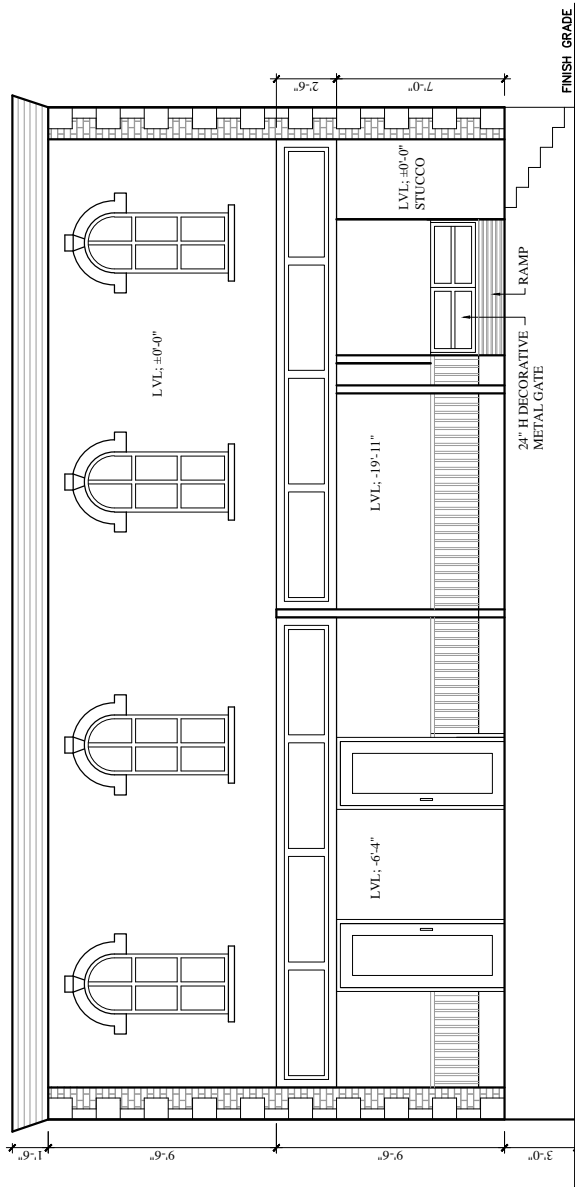 1'-6"
9'-6"
9'-6"
3'-0"
LVL; ±0'-0"
LVL; -6'-4"
LVL; -19'-11"
LVL; ±0'-0"
STUCCO
2'-6"
7'-0"
24" H DECORATIVE
METAL GATE
RAMP
FINISH GRADE